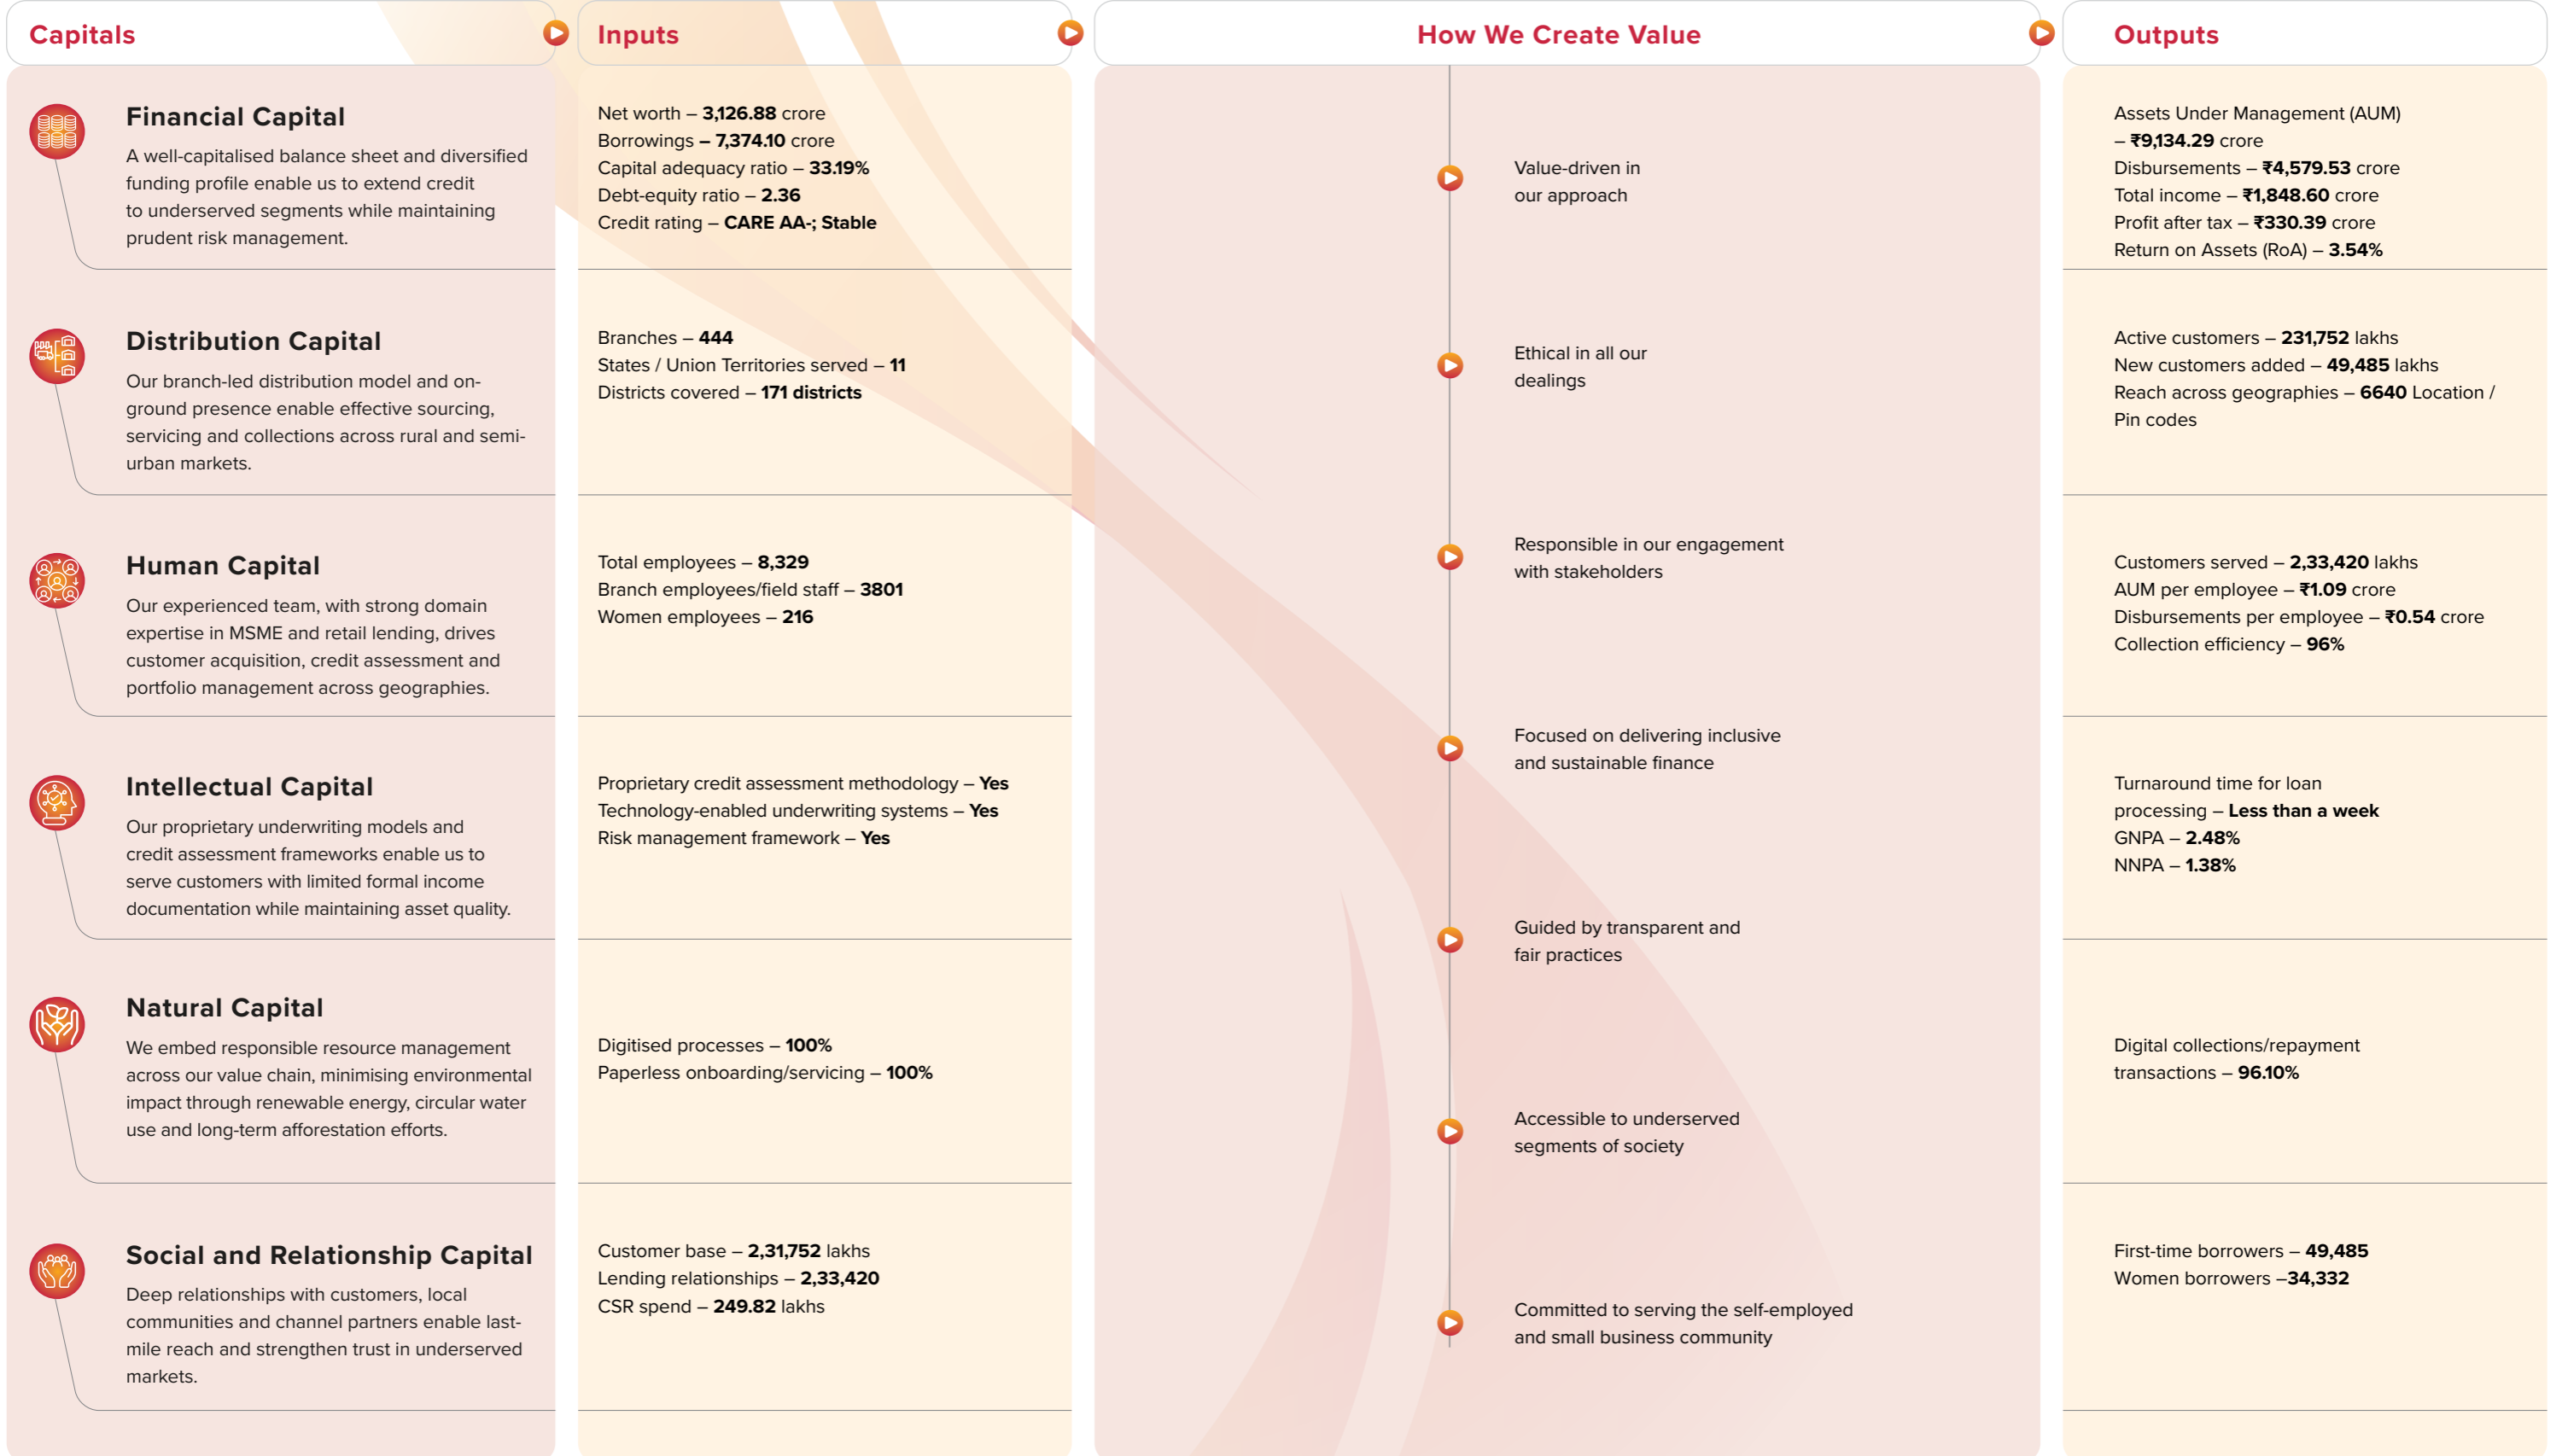 Capitals
Inputs
How We Create Value
Outputs
Financial Capital
A well-capitalised balance sheet and diversified
funding profile enable us to extend credit
to underserved segments while maintaining
prudent risk management.
Net worth – 3,126.88 crore
Borrowings – 7,374.10 crore
Capital adequacy ratio – 33.19%
Debt-equity ratio – 2.36
Credit rating – CARE AA-; Stable
Assets Under Management (AUM)
– ₹9,134.29 crore
Disbursements – ₹4,579.53 crore
Total income – ₹1,848.60 crore
Profit after tax – ₹330.39 crore
Return on Assets (RoA) – 3.54%
Distribution Capital
Our branch-led distribution model and on-
ground presence enable effective sourcing,
servicing and collections across rural and semi-
urban markets.
Branches – 444
States / Union Territories served – 11
Districts covered – 171 districts
Active customers – 231,752 lakhs
New customers added – 49,485 lakhs
Reach across geographies – 6640 Location /
Pin codes
Human Capital
Our experienced team, with strong domain
expertise in MSME and retail lending, drives
customer acquisition, credit assessment and
portfolio management across geographies.
Total employees – 8,329
Branch employees/field staff – 3801
Women employees – 216
Customers served – 2,33,420 lakhs
AUM per employee – ₹1.09 crore
Disbursements per employee – ₹0.54 crore
Collection efficiency – 96%
Intellectual Capital
Our proprietary underwriting models and
credit assessment frameworks enable us to
serve customers with limited formal income
documentation while maintaining asset quality.
Proprietary credit assessment methodology – Yes
Technology-enabled underwriting systems – Yes
Risk management framework – Yes
Turnaround time for loan
processing – Less than a week
GNPA – 2.48%
NNPA – 1.38%
Natural Capital
We embed responsible resource management
across our value chain, minimising environmental
impact through renewable energy, circular water
use and long-term afforestation efforts.
Digitised processes – 100%
Paperless onboarding/servicing – 100%
Digital collections/repayment
transactions – 96.10%
Social and Relationship Capital
Deep relationships with customers, local
communities and channel partners enable last-
mile reach and strengthen trust in underserved
markets.
Customer base – 2,31,752 lakhs
Lending relationships – 2,33,420
CSR spend – 249.82 lakhs
First-time borrowers – 49,485
Women borrowers –34,332
Value-driven in
our approach
Ethical in all our
dealings
Responsible in our engagement
with stakeholders
Focused on delivering inclusive
and sustainable finance
Guided by transparent and
fair practices
Accessible to underserved
segments of society
Committed to serving the self-employed
and small business community